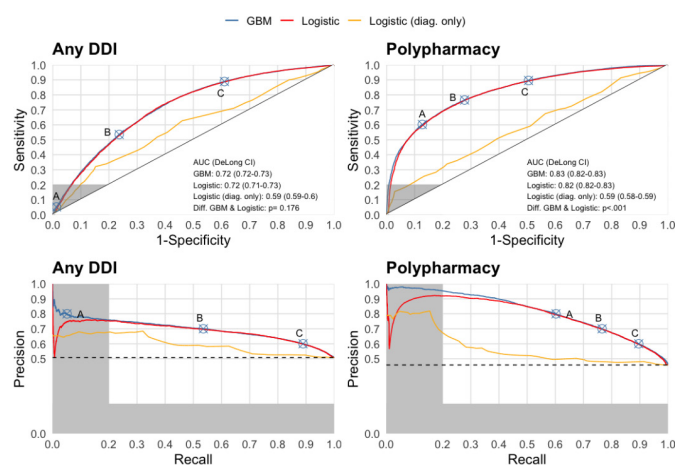 GBM Logistic Logistic (diag. only)
Any DDI
Polypharmacy
Sensitivity
1.0
0.9
0.8
0.7
0.6
0.5
0.4
0.3
0.2
0.1
0.0
A
B
C
AUC (DeLong CI)
GBM: 0.72 (0.72-0.73)
Logistic: 0.72 (0.71-0.73)
Logistic (diag. only): 0.59 (0.59-0.6)
Diff. GBM & Logistic: p= 0.176
0.0 0.1 0.2 0.3 0.4 0.5 0.6 0.7 0.8 0.9 1.0
1-Specificity
Sensitivity
1.0
0.9
0.8
0.7
0.6
0.5
0.4
0.3
0.2
0.1
0.0
A
B
C
AUC (DeLong CI)
GBM: 0.83 (0.82-0.83)
Logistic: 0.82 (0.82-0.83)
Logistic (diag. only): 0.59 (0.58-0.59)
Diff. GBM & Logistic: p<.001
0.0 0.1 0.2 0.3 0.4 0.5 0.6 0.7 0.8 0.9 1.0
1-Specificity
Any DDI
Polypharmacy
Precision
1.0
0.9
0.8
0.7
0.6
0.5
0.0
A
B
C
0.0 0.1 0.2 0.3 0.4 0.5 0.6 0.7 0.8 0.9 1.0
Recall
Precision
1.0
0.9
0.8
0.7
0.6
0.5
0.0
A
B
C
0.0 0.1 0.2 0.3 0.4 0.5 0.6 0.7 0.8 0.9 1.0
Recall